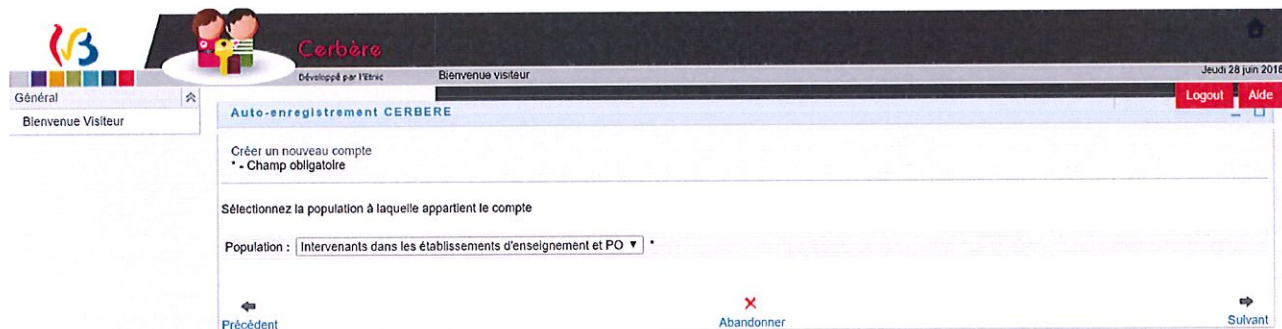 Cerbère
Développé par l'Etnic
Bienvenue visiteur
Jeudi 28 juin 2018
Logout Aide
Général
Bienvenue Visiteur
Auto-enregistrement CERBERE
Créer un nouveau compte
* - Champ obligatoire
Sélectionnez la population à laquelle appartient le compte
Population : Intervenants dans les établissements d'enseignement et PO *
Précédent
Abandonner
Suivant